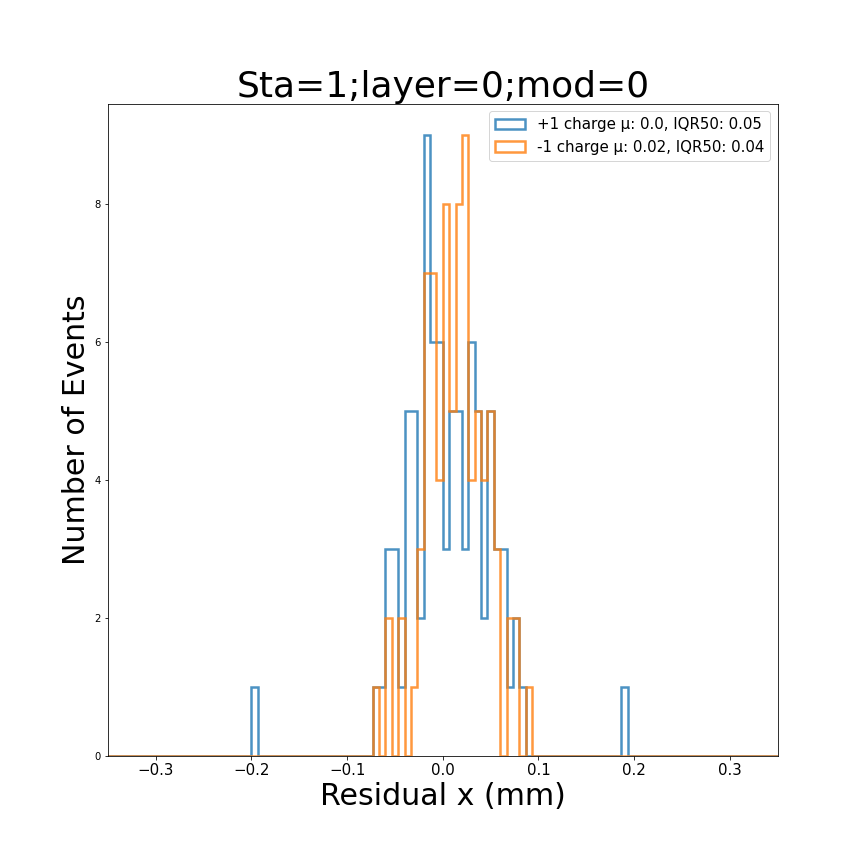 Sta=1;layer=0;mod=0
+1 charge μ: 0.0, IQR50: 0.05
-1 charge μ: 0.02, IQR50: 0.04
Number of Events
8
6
4
2
0
−0.3 −0.2 −0.1 0.0 0.1 0.2 0.3
Residual x (mm)